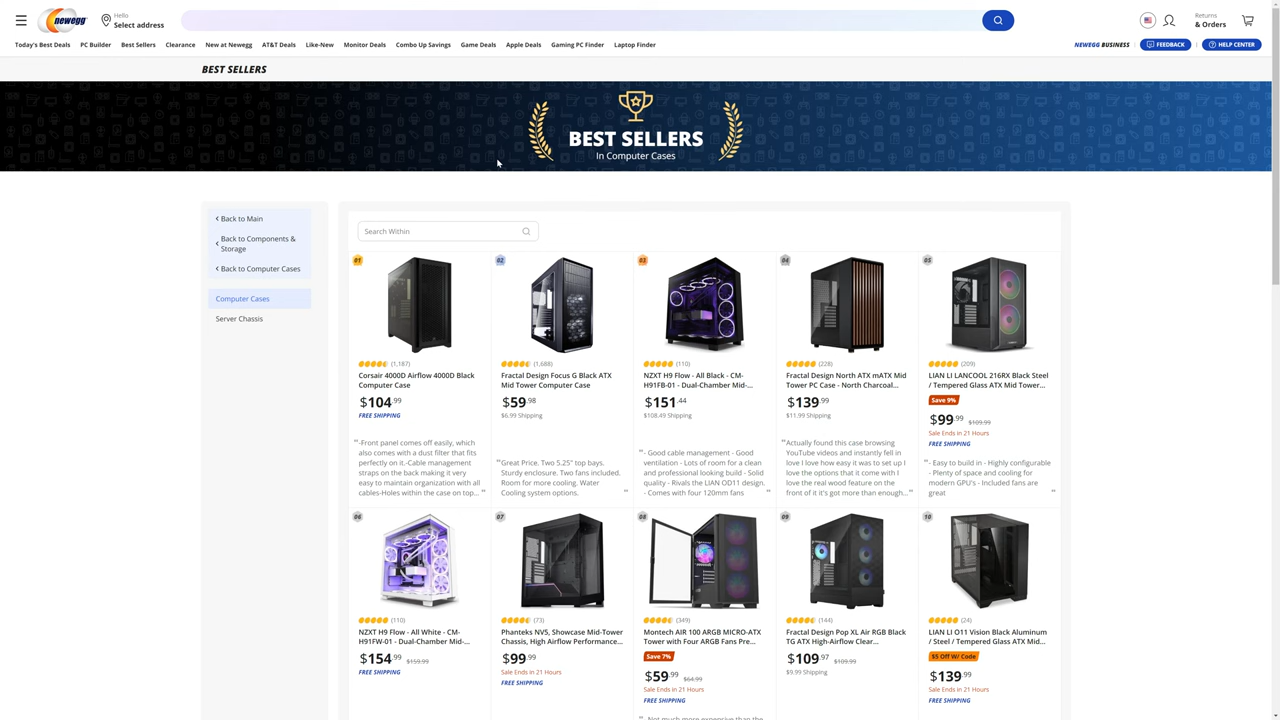 newegg
Hello
Select address
Returns
& Orders
Today's Best Deals
PC Builder
Best Sellers
Clearance
New at Newegg
AT&T Deals
Like-New
Monitor Deals
Combo Up Savings
Game Deals
Apple Deals
Gaming PC Finder
Laptop Finder
NEWEGG BUSINESS
FEEDBACK
HELP CENTER
BEST SELLERS
BEST SELLERS
In Computer Cases
Back to Main
Back to Components &
Storage
Back to Computer Cases
Computer Cases
Server Chassis
Search Within
01
(1,187)
Corsair 4000D Airflow 4000D Black
Computer Case
$104.99
FREE SHIPPING
"-Front panel comes off easily, which
also comes with a dust filter that fits
perfectly on it.-Cable management
straps on the back making it very
easy to maintain organization with all
cables-Holes within the case on top... "
02
(1,688)
Fractal Design Focus G Black ATX
Mid Tower Computer Case
$59.98
$6.99 Shipping
"Great Price. Two 5.25" top bays.
Sturdy enclosure. Two fans included.
Room for more cooling. Water
Cooling system options. "
03
(110)
NZXT H9 Flow - All Black - CM-
H91FB-01 - Dual-Chamber Mid-...
$151.44
$108.49 Shipping
"- Good cable management - Good
ventilation - Lots of room for a clean
and professional looking build - Solid
quality - Rivals the LIAN OD11 design.
- Comes with four 120mm fans "
04
(228)
Fractal Design North ATX mATX Mid
Tower PC Case - North Charcoal...
$139.99
$11.99 Shipping
"Actually found this case browsing
YouTube videos and instantly fell in
love I love how easy it was to set up I
love the options that it come with I
love the real wood feature on the
front of it it's got more than enough... "
05
(209)
LIAN LI LANCOOL 216RX Black Steel
/ Tempered Glass ATX Mid Tower...
Save 9%
$99.99 $109.99
Sale Ends in 21 Hours
FREE SHIPPING
"- Easy to build in - Highly configurable
- Plenty of space and cooling for
modern GPU's - Included fans are
great "
06
(110)
NZXT H9 Flow - All White - CM-
H91FW-01 - Dual-Chamber Mid-...
$154.99 $159.99
FREE SHIPPING
07
(73)
Phanteks NV5, Showcase Mid-Tower
Chassis, High Airflow Performance...
$99.99
Sale Ends in 21 Hours
FREE SHIPPING
08
(349)
Montech AIR 100 ARGB MICRO-ATX
Tower with Four ARGB Fans Pre...
Save 7%
$59.99 $64.99
Sale Ends in 21 Hours
FREE SHIPPING
" Not much more expensive than the
09
(144)
Fractal Design Pop XL Air RGB Black
TG ATX High-Airflow Clear...
$109.97 $109.99
$9.99 Shipping
10
(24)
LIAN LI O11 Vision Black Aluminum
/ Steel / Tempered Glass ATX Mid...
$5 Off W/ Code
$139.99
Sale Ends in 21 Hours
FREE SHIPPING